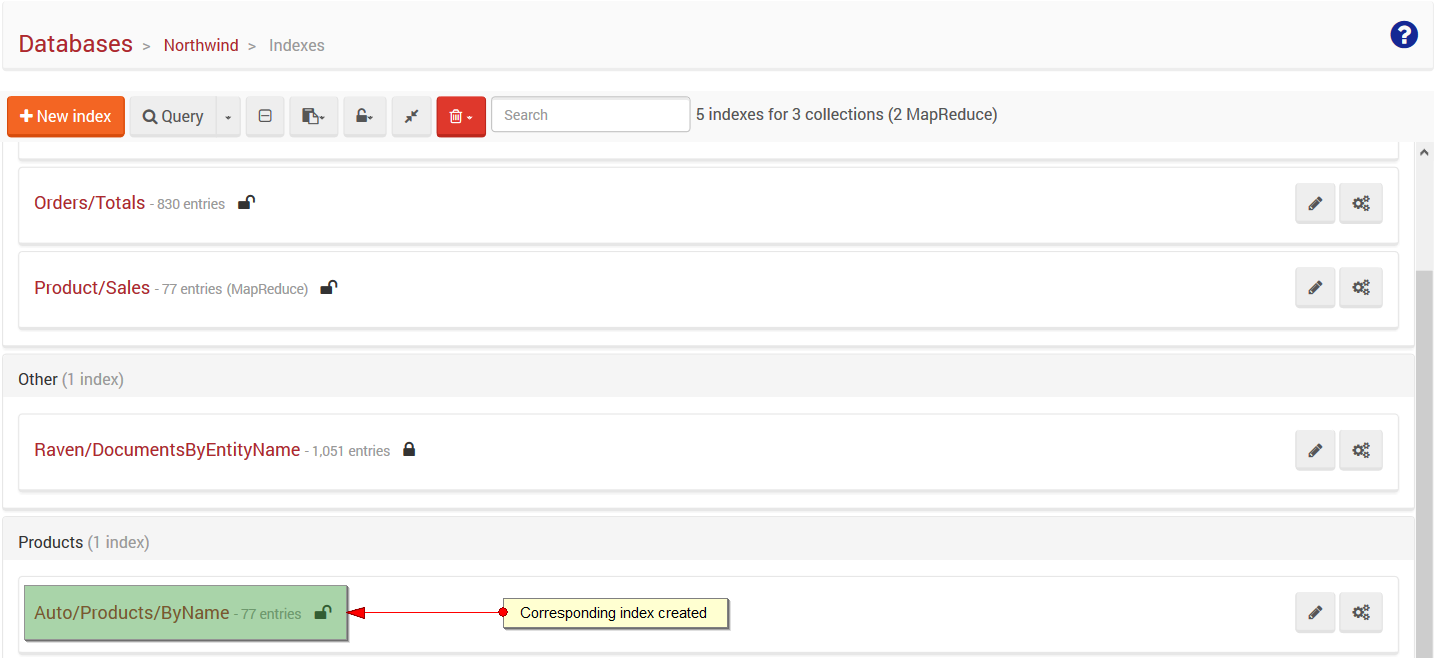 Databases > Northwind > Indexes
?
+ New index Query Search 5 indexes for 3 collections (2 MapReduce)
Orders/Totals - 830 entries
Product/Sales - 77 entries (MapReduce)
Other (1 index)
Raven/DocumentsByEntityName - 1,051 entries
Products (1 index)
Auto/Products/ByName - 77 entries Corresponding index created